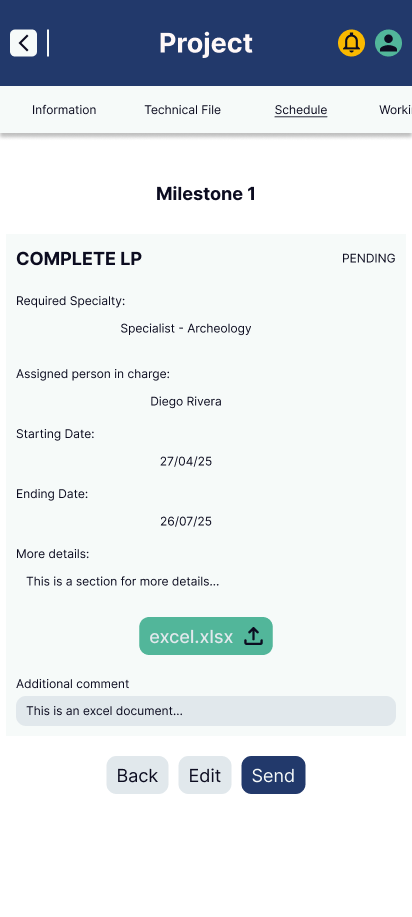 Project
Information Technical File Schedule Worki
Milestone 1
COMPLETE LP PENDING
Required Specialty:
Specialist - Archeology
Assigned person in charge:
Diego Rivera
Starting Date:
27/04/25
Ending Date:
26/07/25
More details:
This is a section for more details...
excel.xlsx
Additional comment
This is an excel document...
Back Edit Send